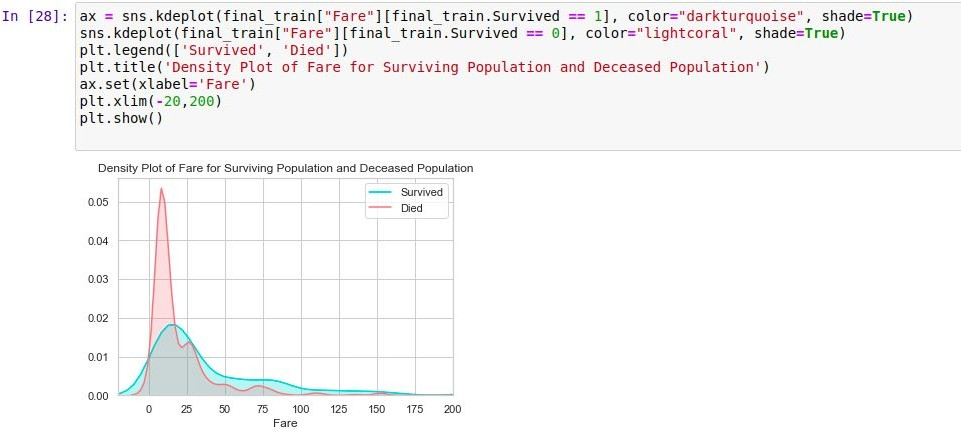 In [28]: ax = sns.kdeplot(final_train["Fare"][final_train.Survived == 1], color="darkturquoise", shade=True)
sns.kdeplot(final_train["Fare"][final_train.Survived == 0], color="lightcoral", shade=True)
plt.legend(['Survived', 'Died'])
plt.title('Density Plot of Fare for Surviving Population and Deceased Population')
ax.set(xlabel='Fare')
plt.xlim(-20,200)
plt.show()
Density Plot of Fare for Surviving Population and Deceased Population
Survived
Died
0.05
0.04
0.03
0.02
0.01
0.00
0 25 50 75 100 125 150 175 200
Fare